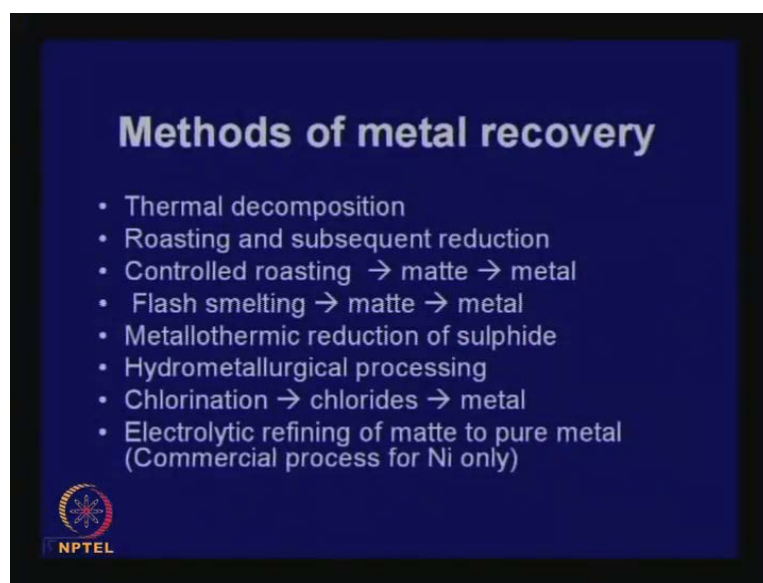 Methods of metal recovery
• Thermal decomposition
• Roasting and subsequent reduction
• Controlled roasting → matte → metal
• Flash smelting → matte → metal
• Metallothermic reduction of sulphide
• Hydrometallurgical processing
• Chlorination → chlorides → metal
• Electrolytic refining of matte to pure metal
(Commercial process for Ni only)
NPTEL